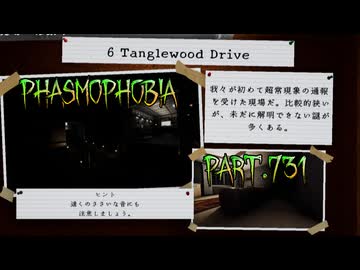 6 Tanglewood Drive
PHASMOPHOBIA
我々が初めて超常現象の通報
を受けた現場だ。比較的狭い
が、未だに解明できない謎が
多くある。
PART.731
ヒント
遠くのささいな音にも
注意しましょう。